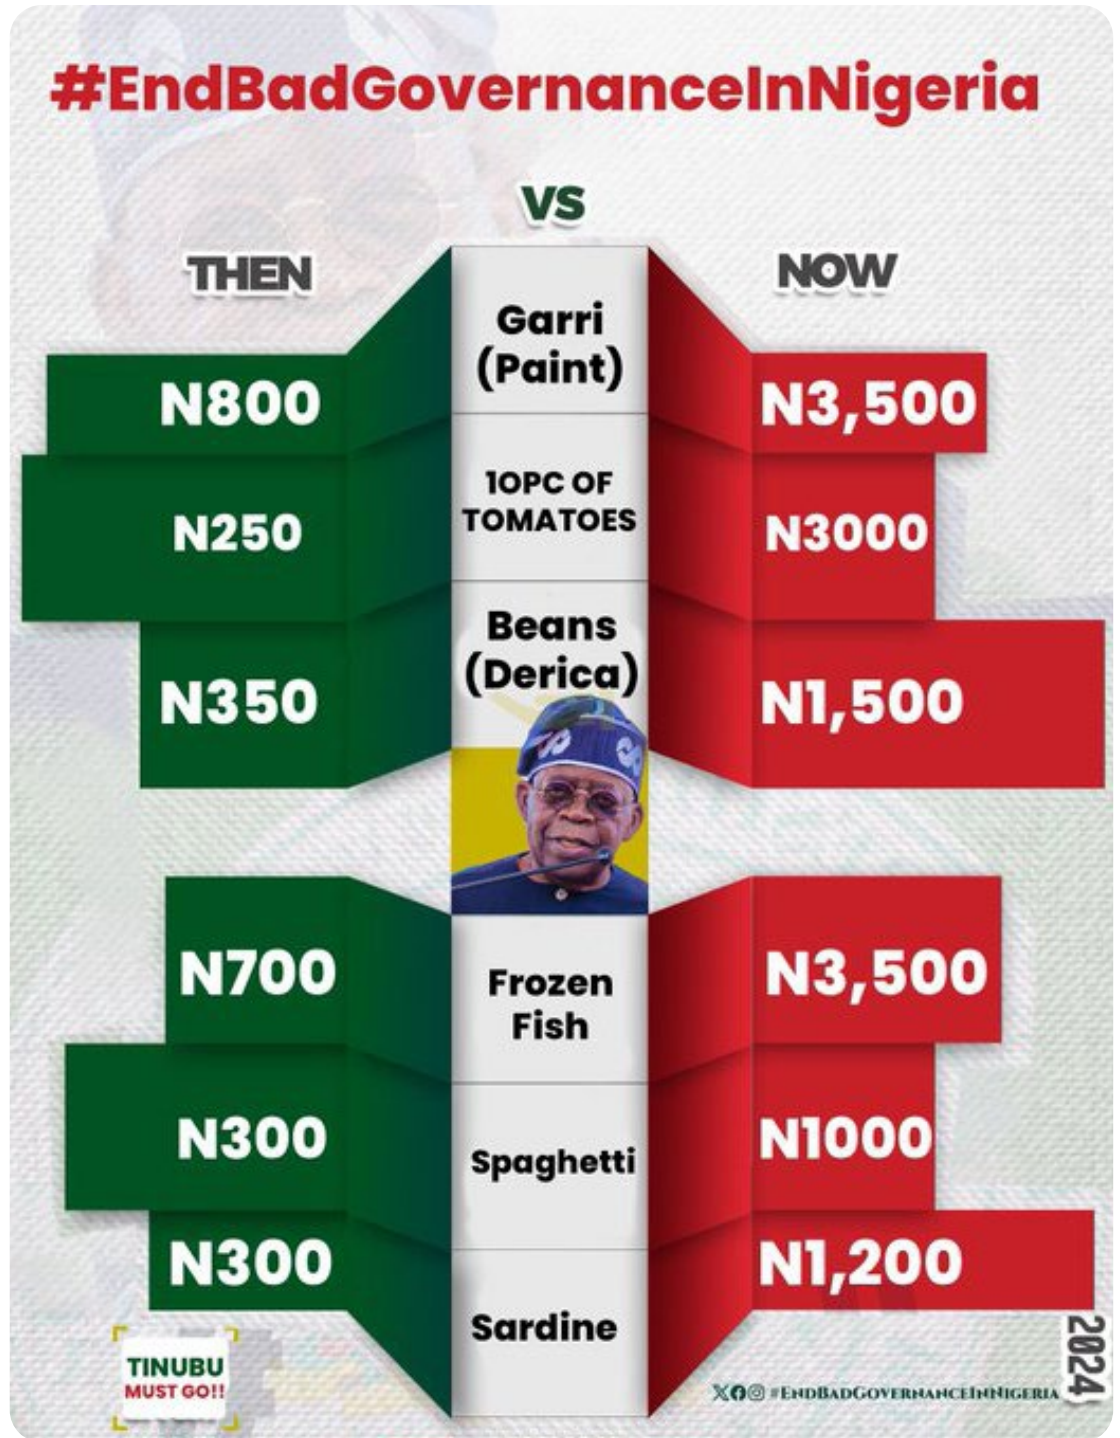 #EndBadGovernanceInNigeria
VS
THEN
NOW
Garri
(Paint)
N800
N3,500
10PC OF
TOMATOES
N250
N3000
Beans
(Derica)
N350
N1,500
N700
Frozen
Fish
N3,500
N300
Spaghetti
N1000
N300
Sardine
N1,200
TINUBU
MUST GO!!
#EndBadGovernanceInNigeria
2024